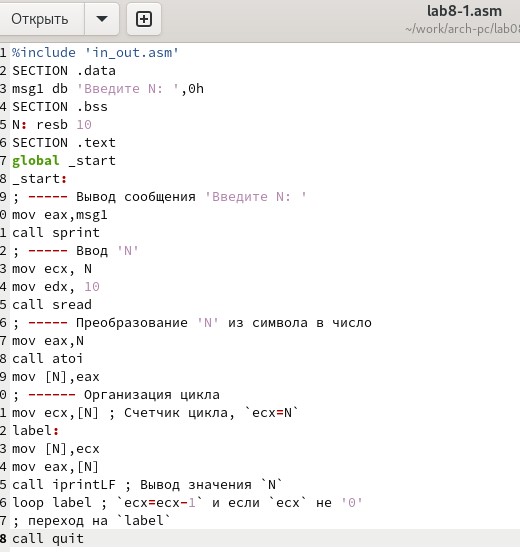 Открыть
lab8-1.asm
~/work/arch-pc/lab08
1 %include 'in_out.asm'
2 SECTION .data
3 msg1 db 'Введите N: ',0h
4 SECTION .bss
5 N: resb 10
6 SECTION .text
7 global _start
8 _start:
9 ; ----- Вывод сообщения 'Введите N: '
0 mov eax,msg1
1 call sprint
2 ; ----- Ввод 'N'
3 mov ecx, N
4 mov edx, 10
5 call sread
6 ; ----- Преобразование 'N' из символа в число
7 mov eax,N
8 call atoi
9 mov [N],eax
0 ; ------ Организация цикла
1 mov ecx,[N] ; Счетчик цикла, `ecx=N`
2 label:
3 mov [N],ecx
4 mov eax,[N]
5 call iprintLF ; Вывод значения `N`
6 loop label ; `ecx=ecx-1` и если `ecx` не '0'
7 ; переход на `label`
8 call quit